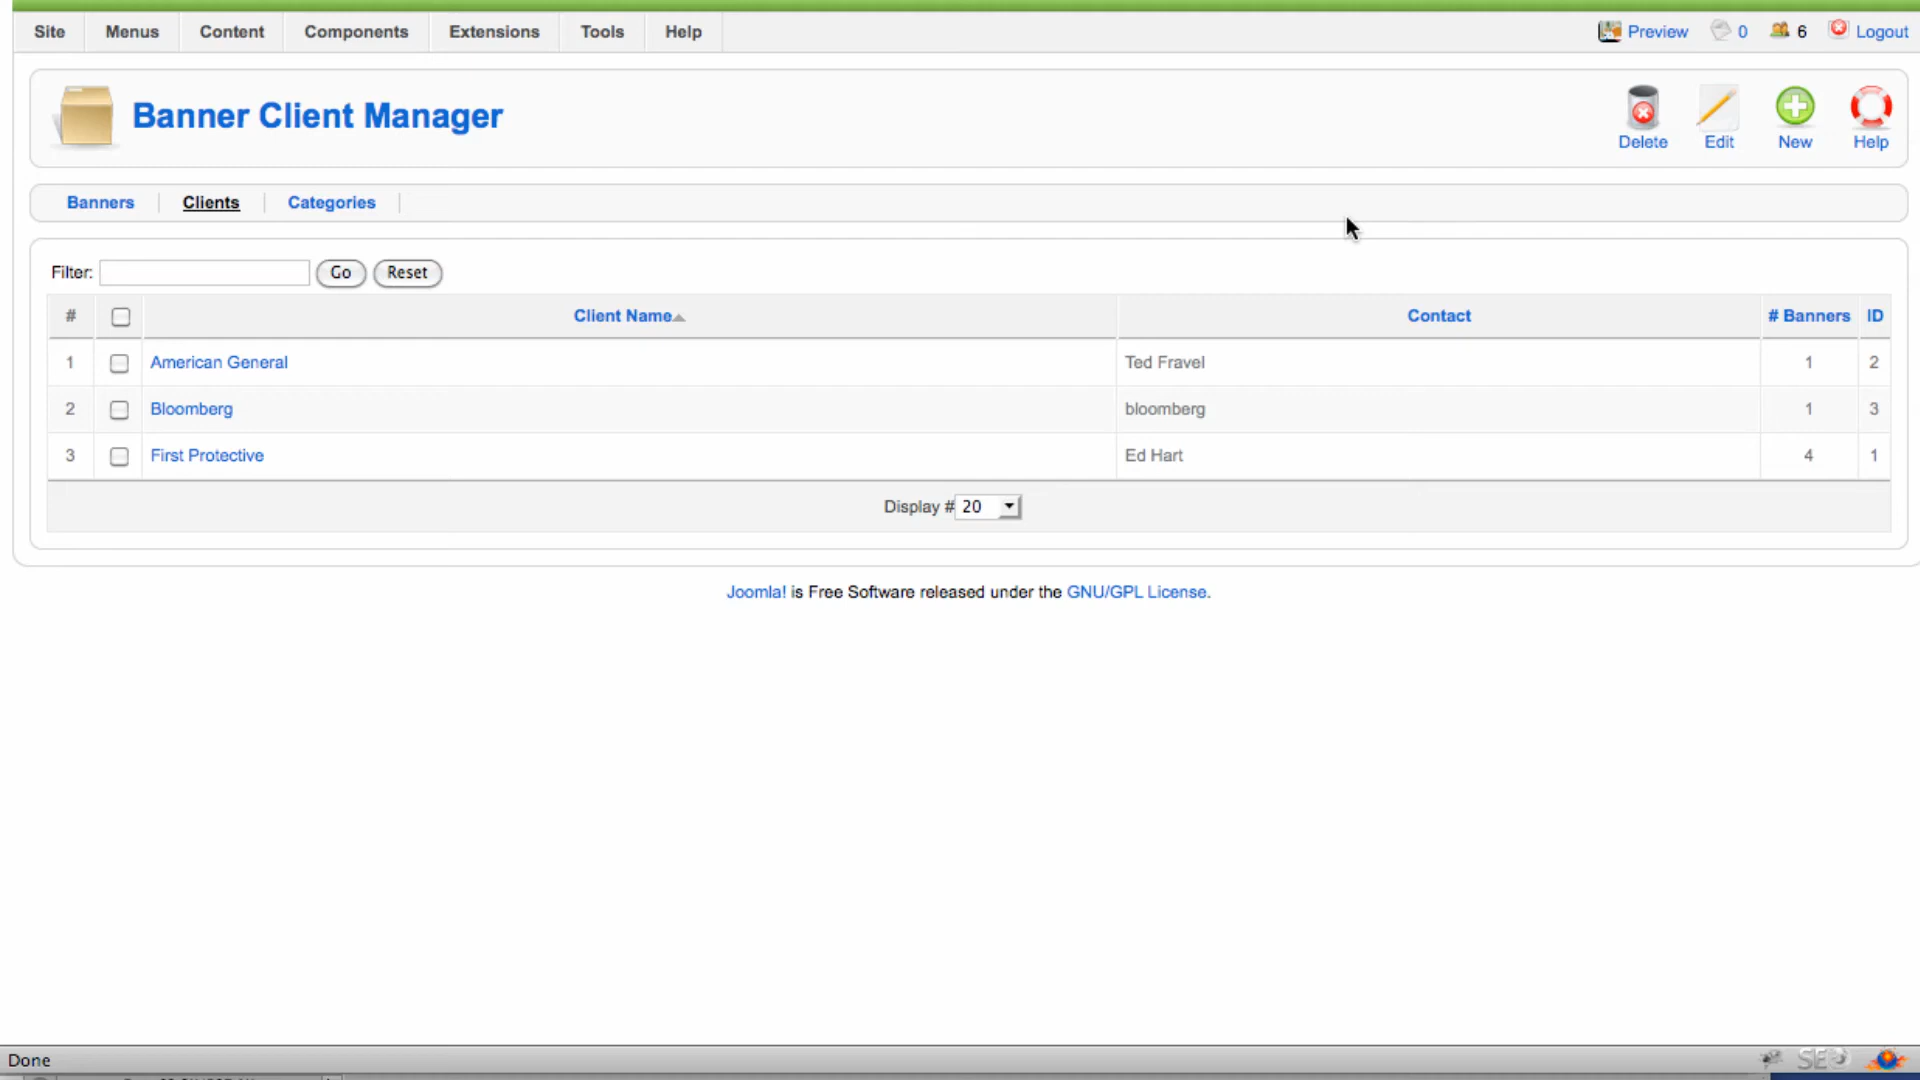 Site Menus Content Components Extensions Tools Help Preview 0 6 Logout
Banner Client Manager
Delete Edit New Help
Banners Clients Categories
Filter: Go Reset
# Client Name Contact # Banners ID
1 American General Ted Fravel 1 2
2 Bloomberg bloomberg 1 3
3 First Protective Ed Hart 4 1
Display # 20
Joomla! is Free Software released under the GNU/GPL License.
Done